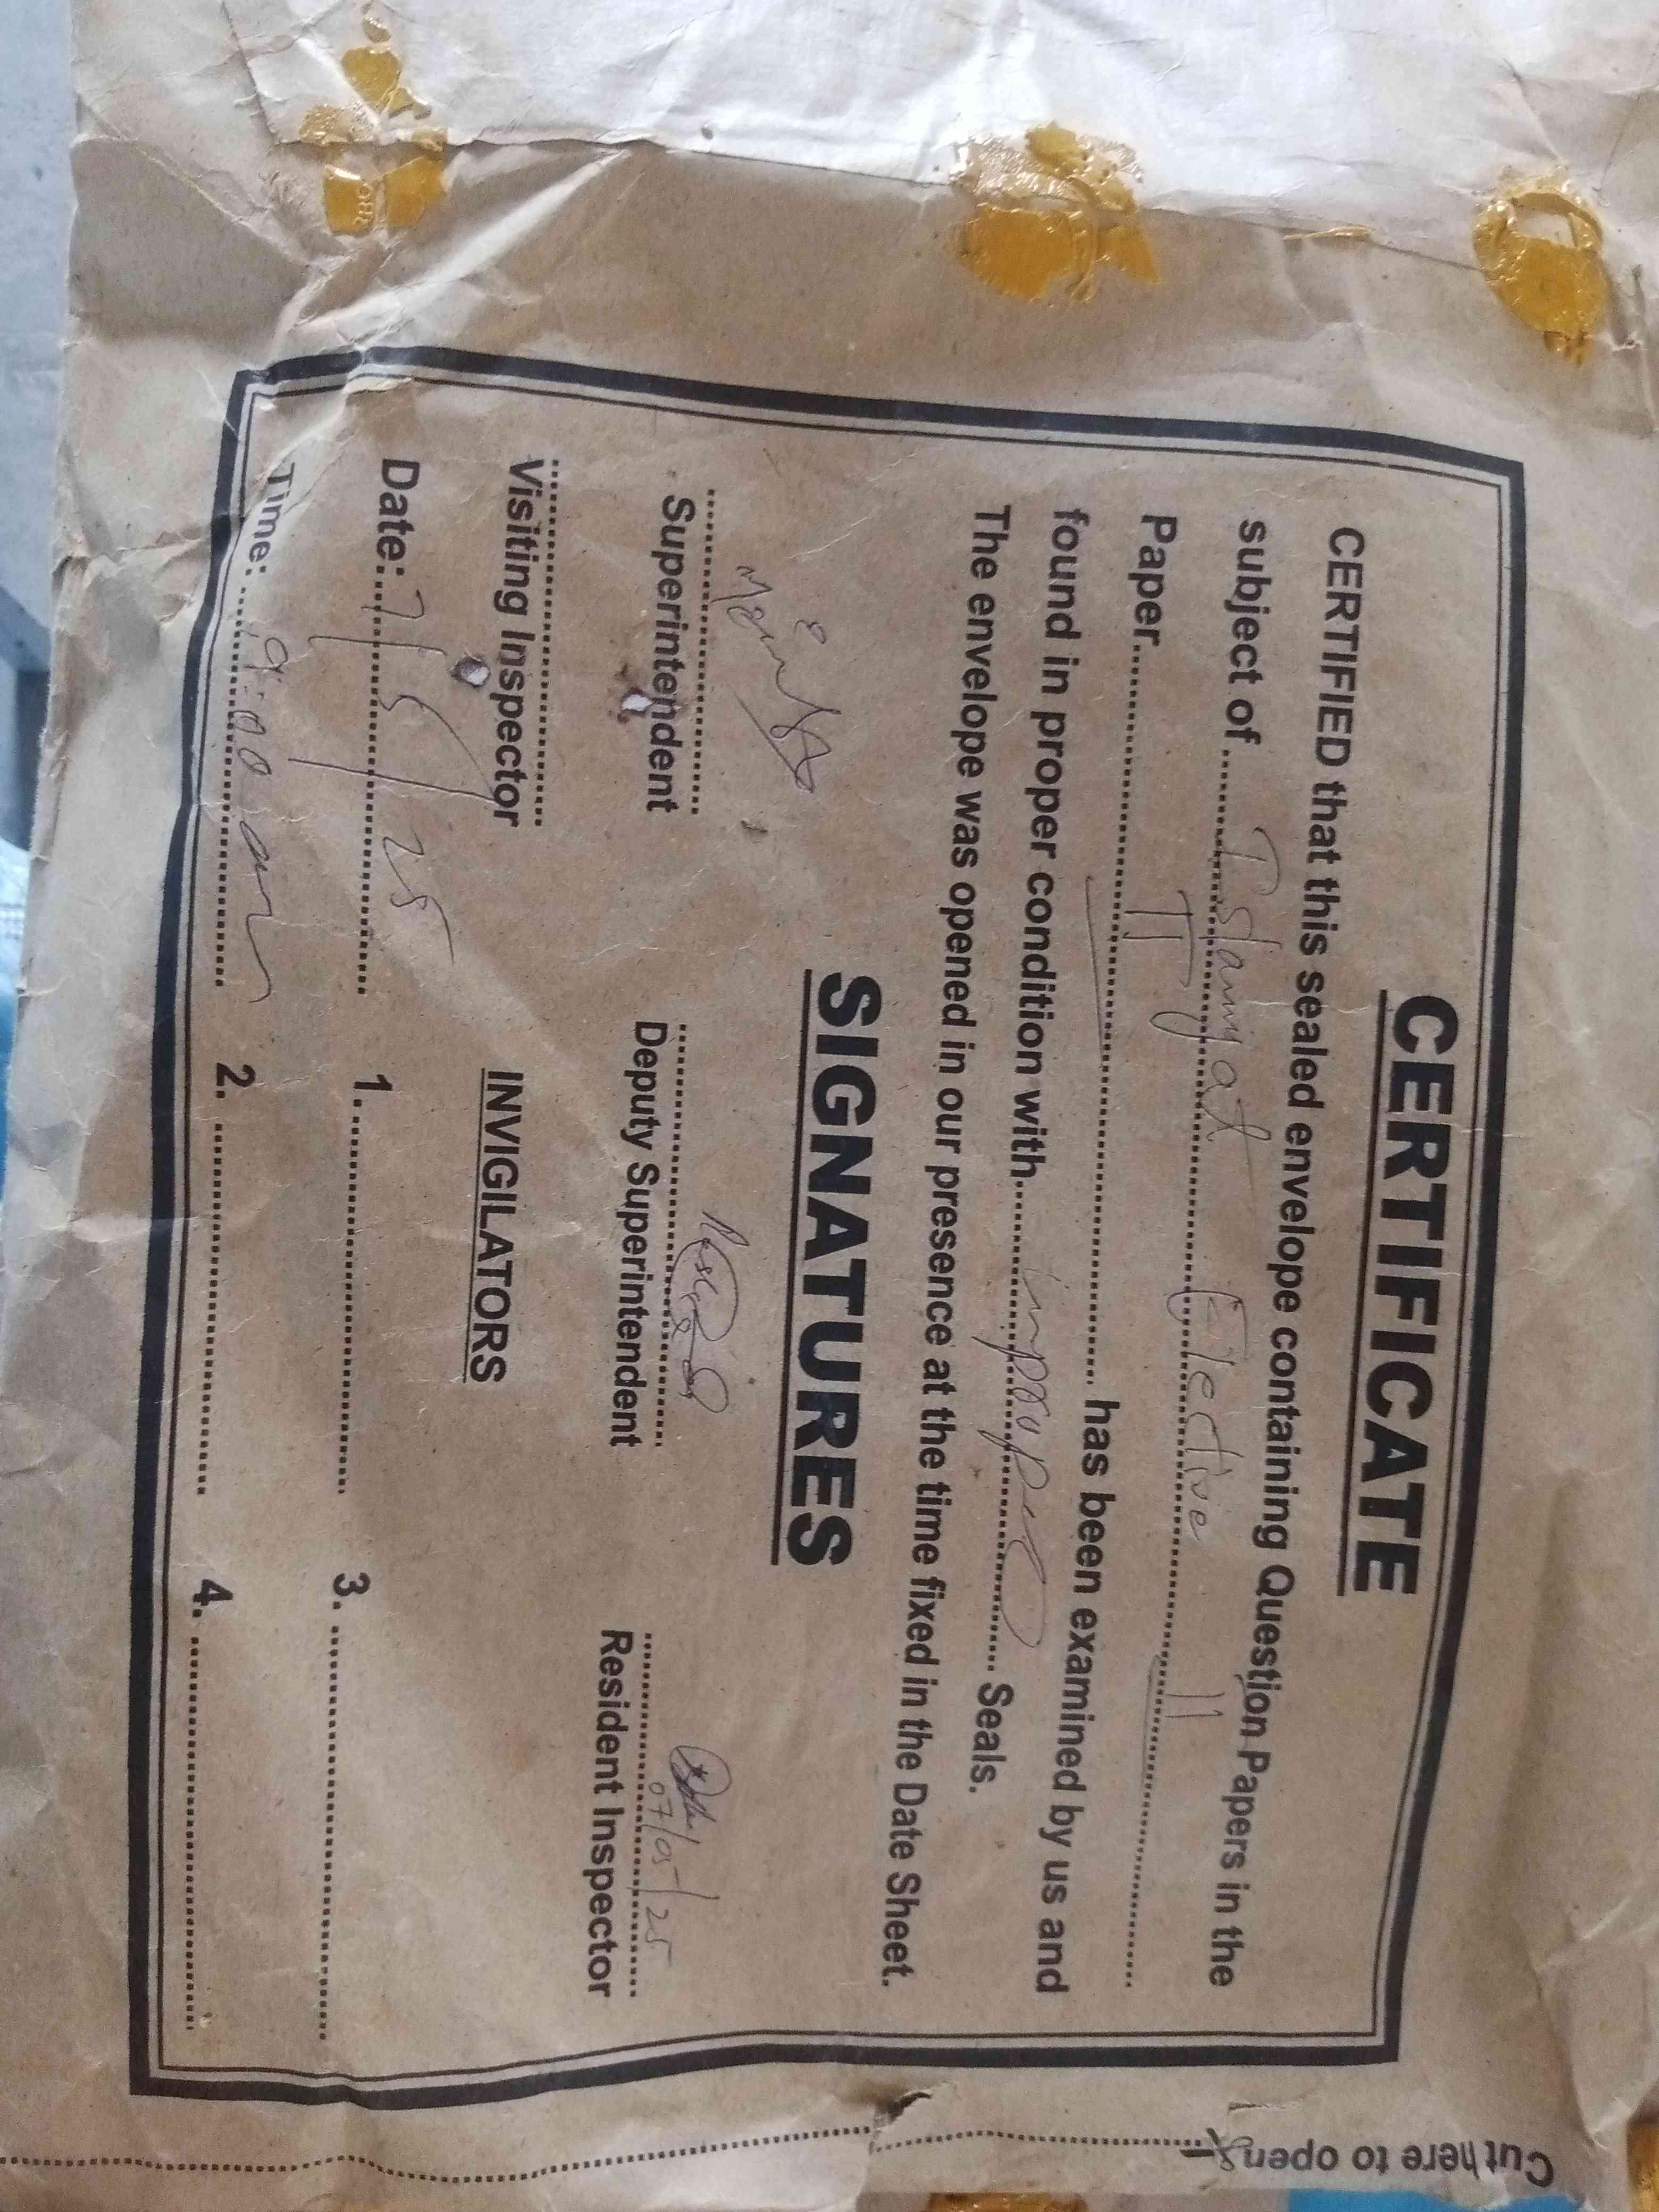 CERTIFICATE
CERTIFIED that this sealed envelope containing Question Papers in the
subject of Islamyat Elective 11
Paper II has been examined by us and
found in proper condition with Seals.
The envelope was opened in our presence at the time fixed in the Date Sheet.
SIGNATURES
07/05/25
Superintendent Deputy Superintendent Resident Inspector
Visiting Inspector INVIGILATORS
Date: 7/5/25 1. 3.
Time: 9:00 am 2. 4.
Cut here to open